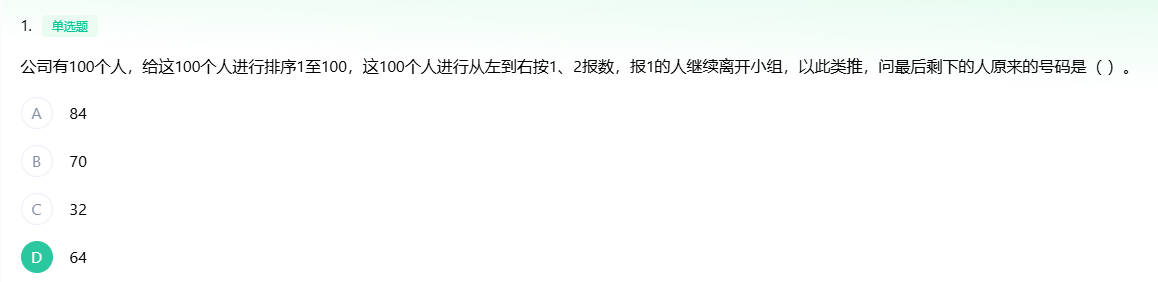 1. 单选题
公司有100个人，给这100个人进行排序1至100，这100个人进行从左到右按1、2报数，报1的人继续离开小组，以此类推，问最后剩下的人原来的号码是（ ）。
A 84
B 70
C 32
D 64